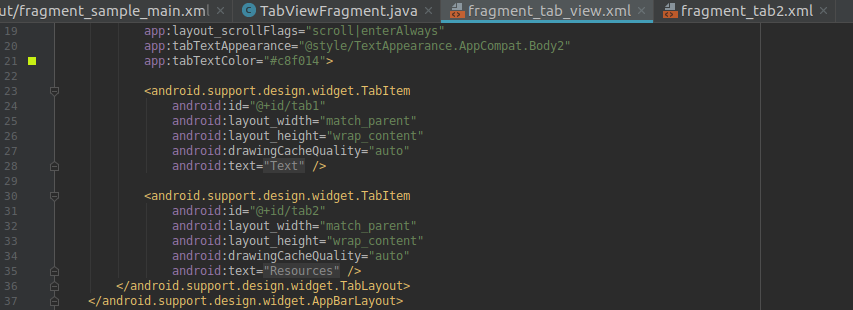 ut/fragment_sample_main.xml TabViewFragment.java fragment_tab_view.xml fragment_tab2.xml
19 app:layout_scrollFlags="scroll|enterAlways"
20 app:tabTextAppearance="@style/TextAppearance.AppCompat.Body2"
21 app:tabTextColor="#c8f014">
22
23 <android.support.design.widget.TabItem
24 android:id="@+id/tab1"
25 android:layout_width="match_parent"
26 android:layout_height="wrap_content"
27 android:drawingCacheQuality="auto"
28 android:text="Text" />
29
30 <android.support.design.widget.TabItem
31 android:id="@+id/tab2"
32 android:layout_width="match_parent"
33 android:layout_height="wrap_content"
34 android:drawingCacheQuality="auto"
35 android:text="Resources" />
36 </android.support.design.widget.TabLayout>
37 </android.support.design.widget.AppBarLayout>